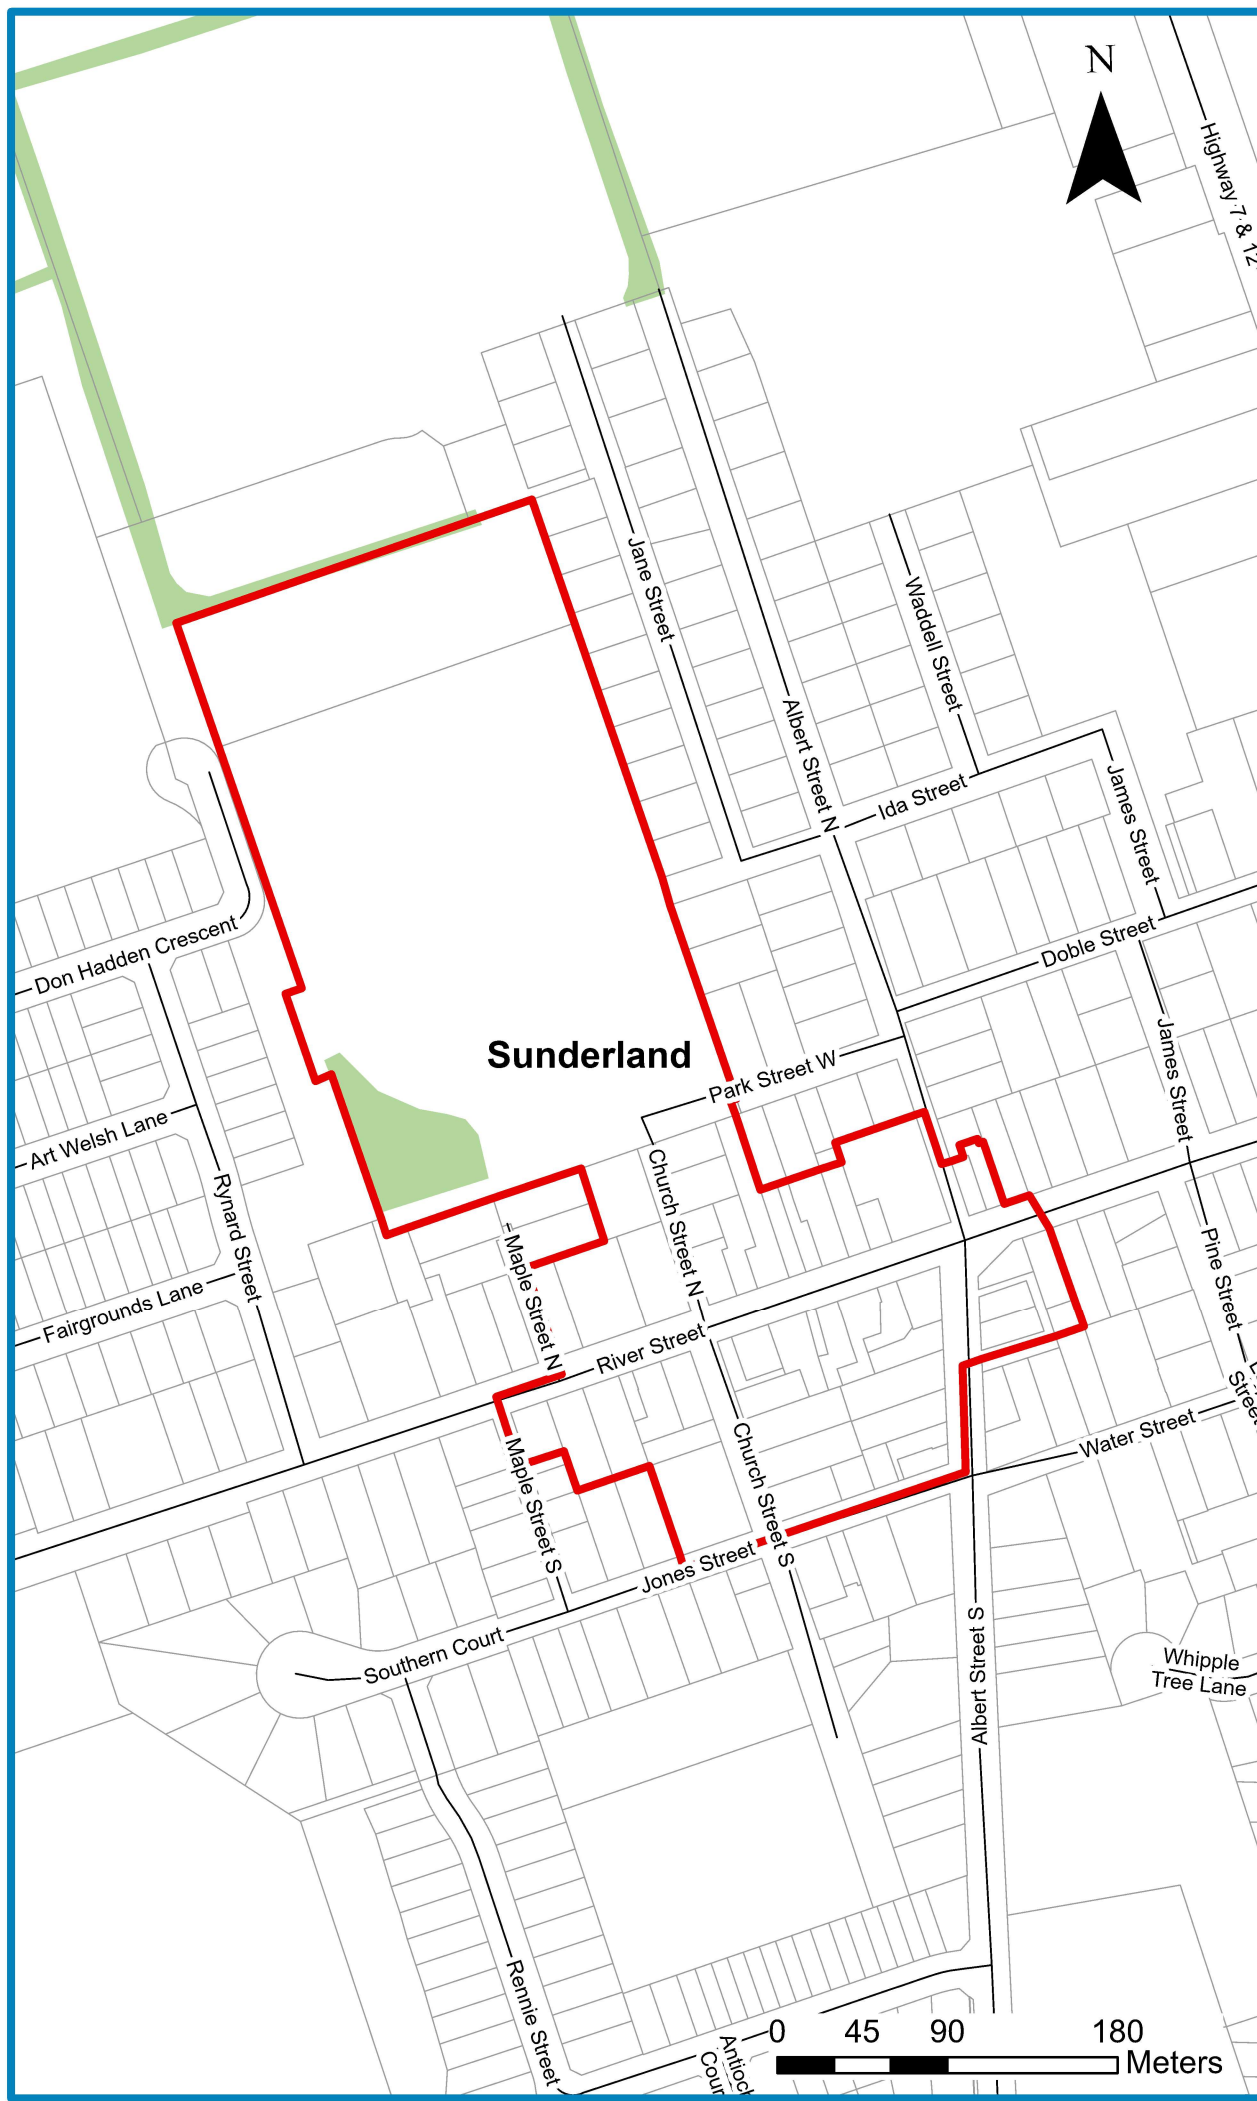 N
Highway 7 & 12
Jane Street
Waddell Street
Albert Street N
Ida Street
James Street
Don Hadden Crescent
Doble Street
Sunderland
James Street
Park Street W
Art Welsh Lane
Church Street N
Rynard Street
Maple Street N
Pine Street
Fairgrounds Lane
River Street
Street
Water Street
Church Street S
Maple Street S
Jones Street
Southern Court
Albert Street S
Whipple
Tree Lane
Rennie Street
Antioch
Cour
0 45 90 180
Meters